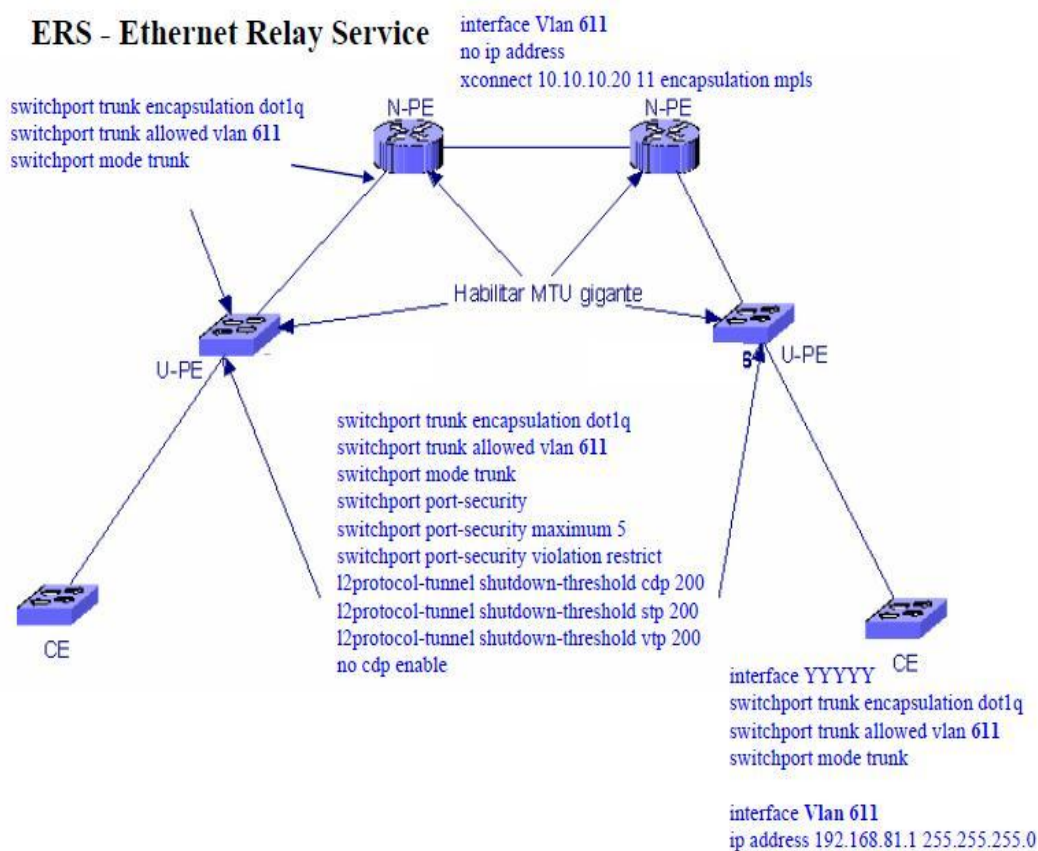 ERS - Ethernet Relay Service
interface Vlan 611
no ip address
xconnect 10.10.10.20 11 encapsulation mpls
switchport trunk encapsulation dot1q
switchport trunk allowed vlan 611
switchport mode trunk
N-PE
N-PE
Habilitar MTU gigante
U-PE
U-PE
switchport trunk encapsulation dot1q
switchport trunk allowed vlan 611
switchport mode trunk
switchport port-security
switchport port-security maximum 5
switchport port-security violation restrict
l2protocol-tunnel shutdown-threshold cdp 200
l2protocol-tunnel shutdown-threshold stp 200
l2protocol-tunnel shutdown-threshold vtp 200
no cdp enable
CE
CE
interface YYYYY
switchport trunk encapsulation dot1q
switchport trunk allowed vlan 611
switchport mode trunk
interface Vlan 611
ip address 192.168.81.1 255.255.255.0